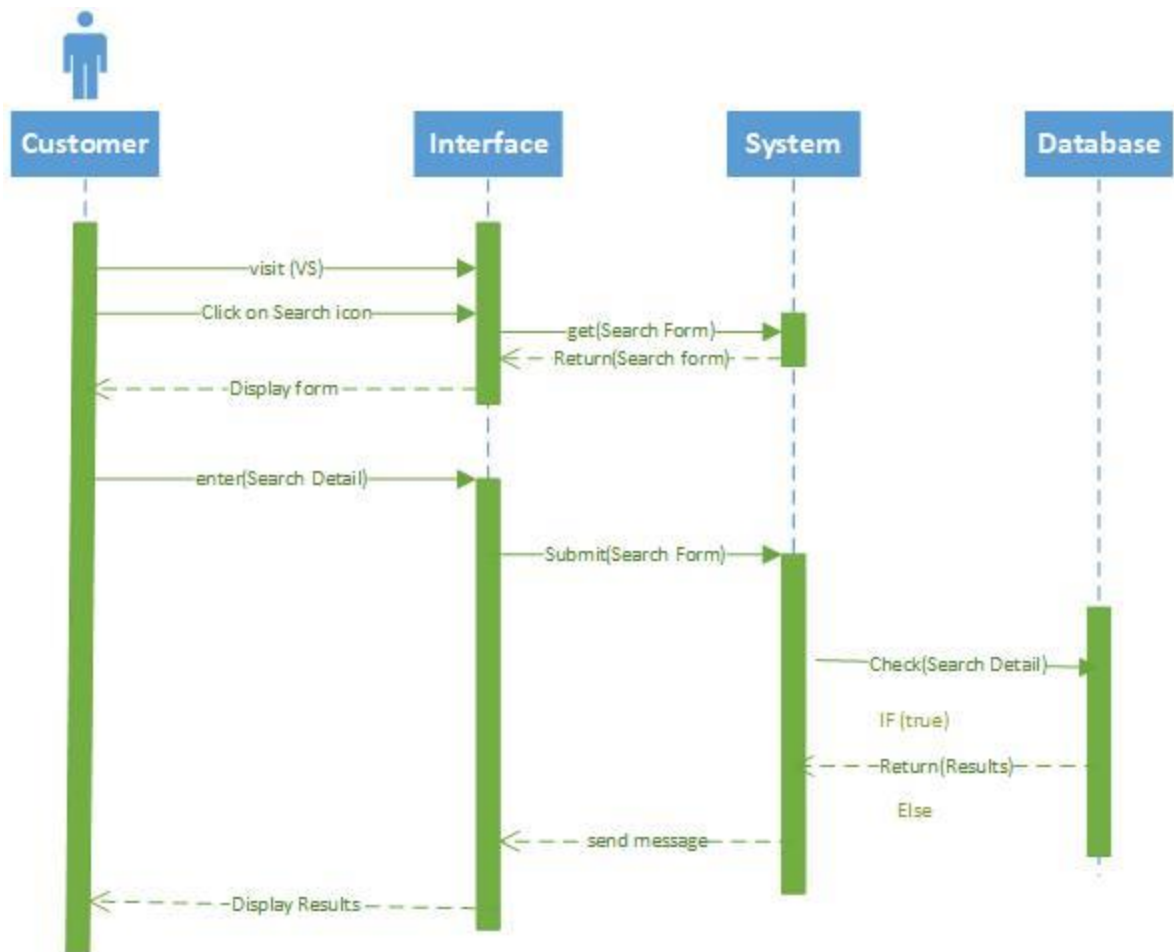 Customer
Interface
System
Database
visit (VS)
Click on Search icon
get(Search Form)
Return(Search form)
Display form
enter(Search Detail)
Submit(Search Form)
Check(Search Detail)
IF (true)
Return(Results)
Else
send message
Display Results